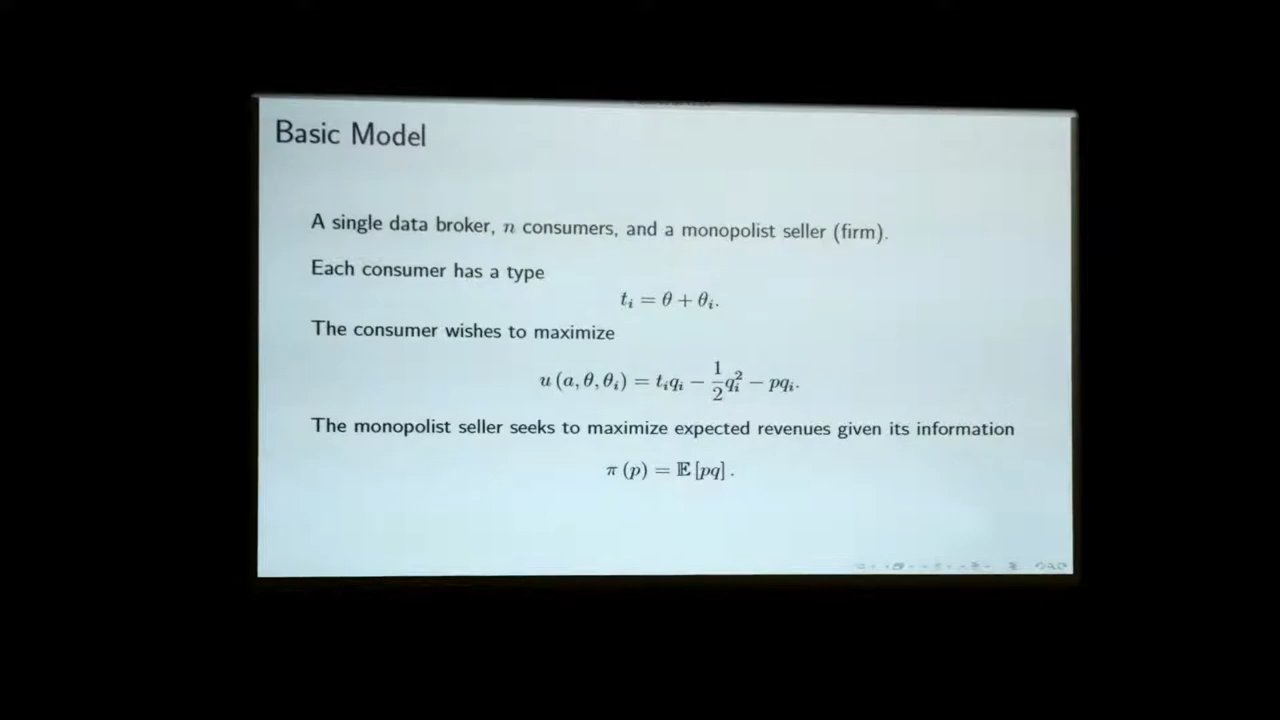 Basic Model
A single data broker, n consumers, and a monopolist seller (firm).
Each consumer has a type
t_i = θ + θ_i.
The consumer wishes to maximize
u (a, θ, θ_i) = t_i q_i − \frac{1}{2} q_i^2 − p q_i.
The monopolist seller seeks to maximize expected revenues given its information
π (p) = 𝔼 [pq] .